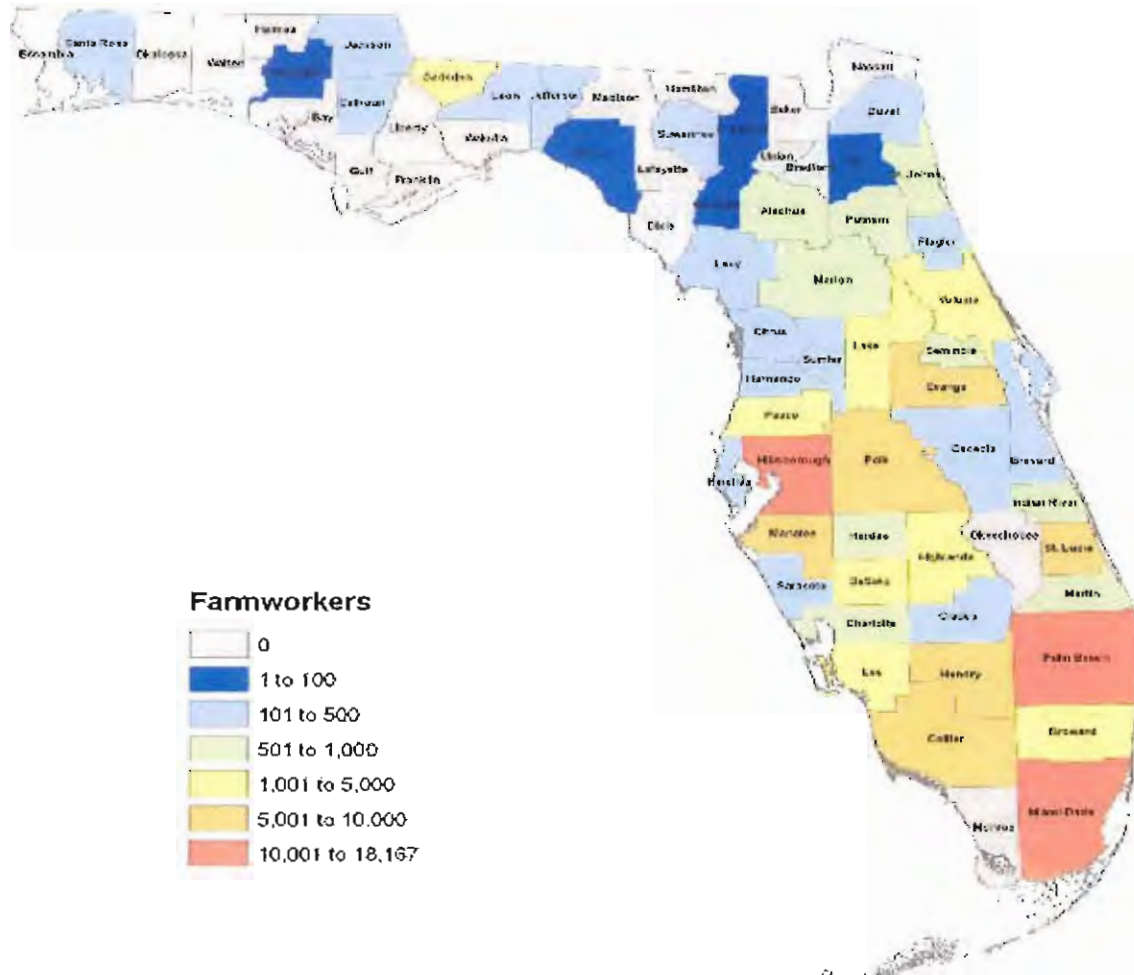 Santa Rosa
Escambia
Okaloosa
Walton
Holmes
Jackson
Calhoun
Bay
Gulf
Liberty
Franklin
Gadsden
Leon
Wakulla
Jefferson
Madison
Hamilton
Suwannee
Lafayette
Dixie
Baker
Union
Bradford
Nassau
Duval
St. Johns
Alachua
Putnam
Flagler
Levy
Marion
Volusia
Citrus
Sumter
Lake
Seminole
Hernando
Orange
Pasco
Hillsborough
Polk
Osceola
Brevard
Pinellas
Indian River
Manatee
Hardee
Okeechobee
Highlands
St. Lucie
Sarasota
DeSoto
Martin
Charlotte
Glades
Lee
Hendry
Palm Beach
Collier
Broward
Monroe
Miami-Dade
Farmworkers
0
1 to 100
101 to 500
501 to 1,000
1,001 to 5,000
5,001 to 10,000
10,001 to 18,167